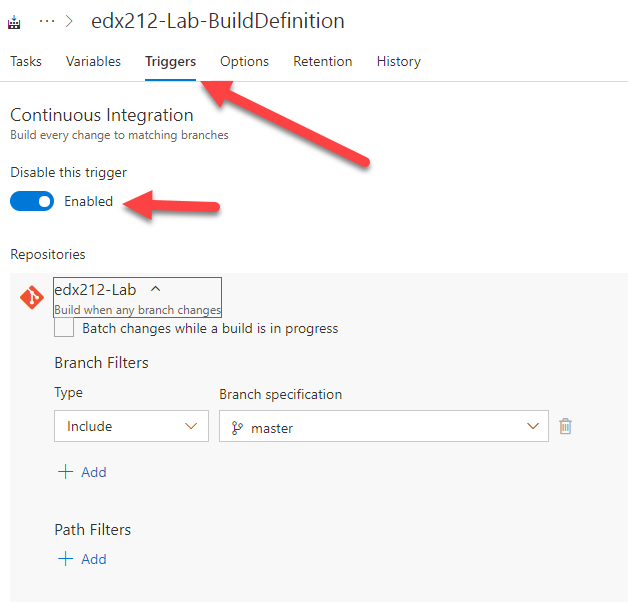 ··· > edx212-Lab-BuildDefinition
Tasks Variables Triggers Options Retention History
Continuous Integration
Build every change to matching branches
Disable this trigger
Enabled
Repositories
edx212-Lab
Build when any branch changes
Batch changes while a build is in progress
Branch Filters
Type Branch specification
Include master
+ Add
Path Filters
+ Add